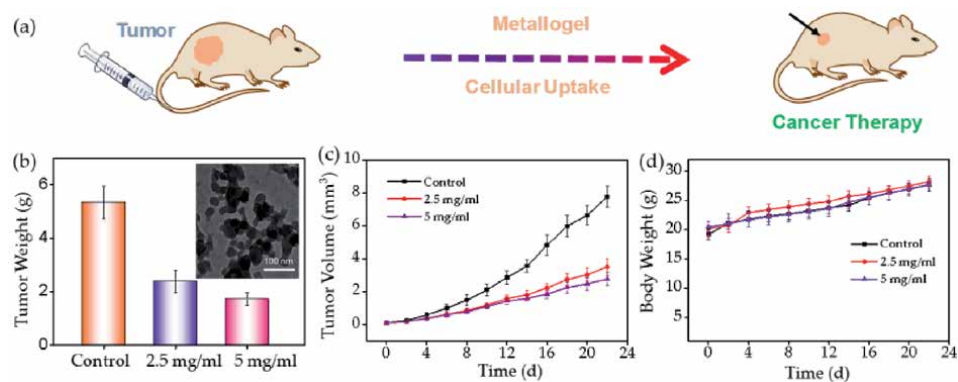 (a)
Tumor
Metallogel
Cellular Uptake
Cancer Therapy
(b)
Tumor Weight (g)
6
4
2
0
Control
2.5 mg/ml
5 mg/ml
100 nm
(c)
Tumor Volume (mm³)
8
6
4
2
0
Control
2.5 mg/ml
5 mg/ml
0 4 8 12 16 20 24
Time (d)
(d)
Body Weight (g)
30
25
20
15
10
5
Control
2.5 mg/ml
5 mg/ml
0 4 8 12 16 20 24
Time (d)